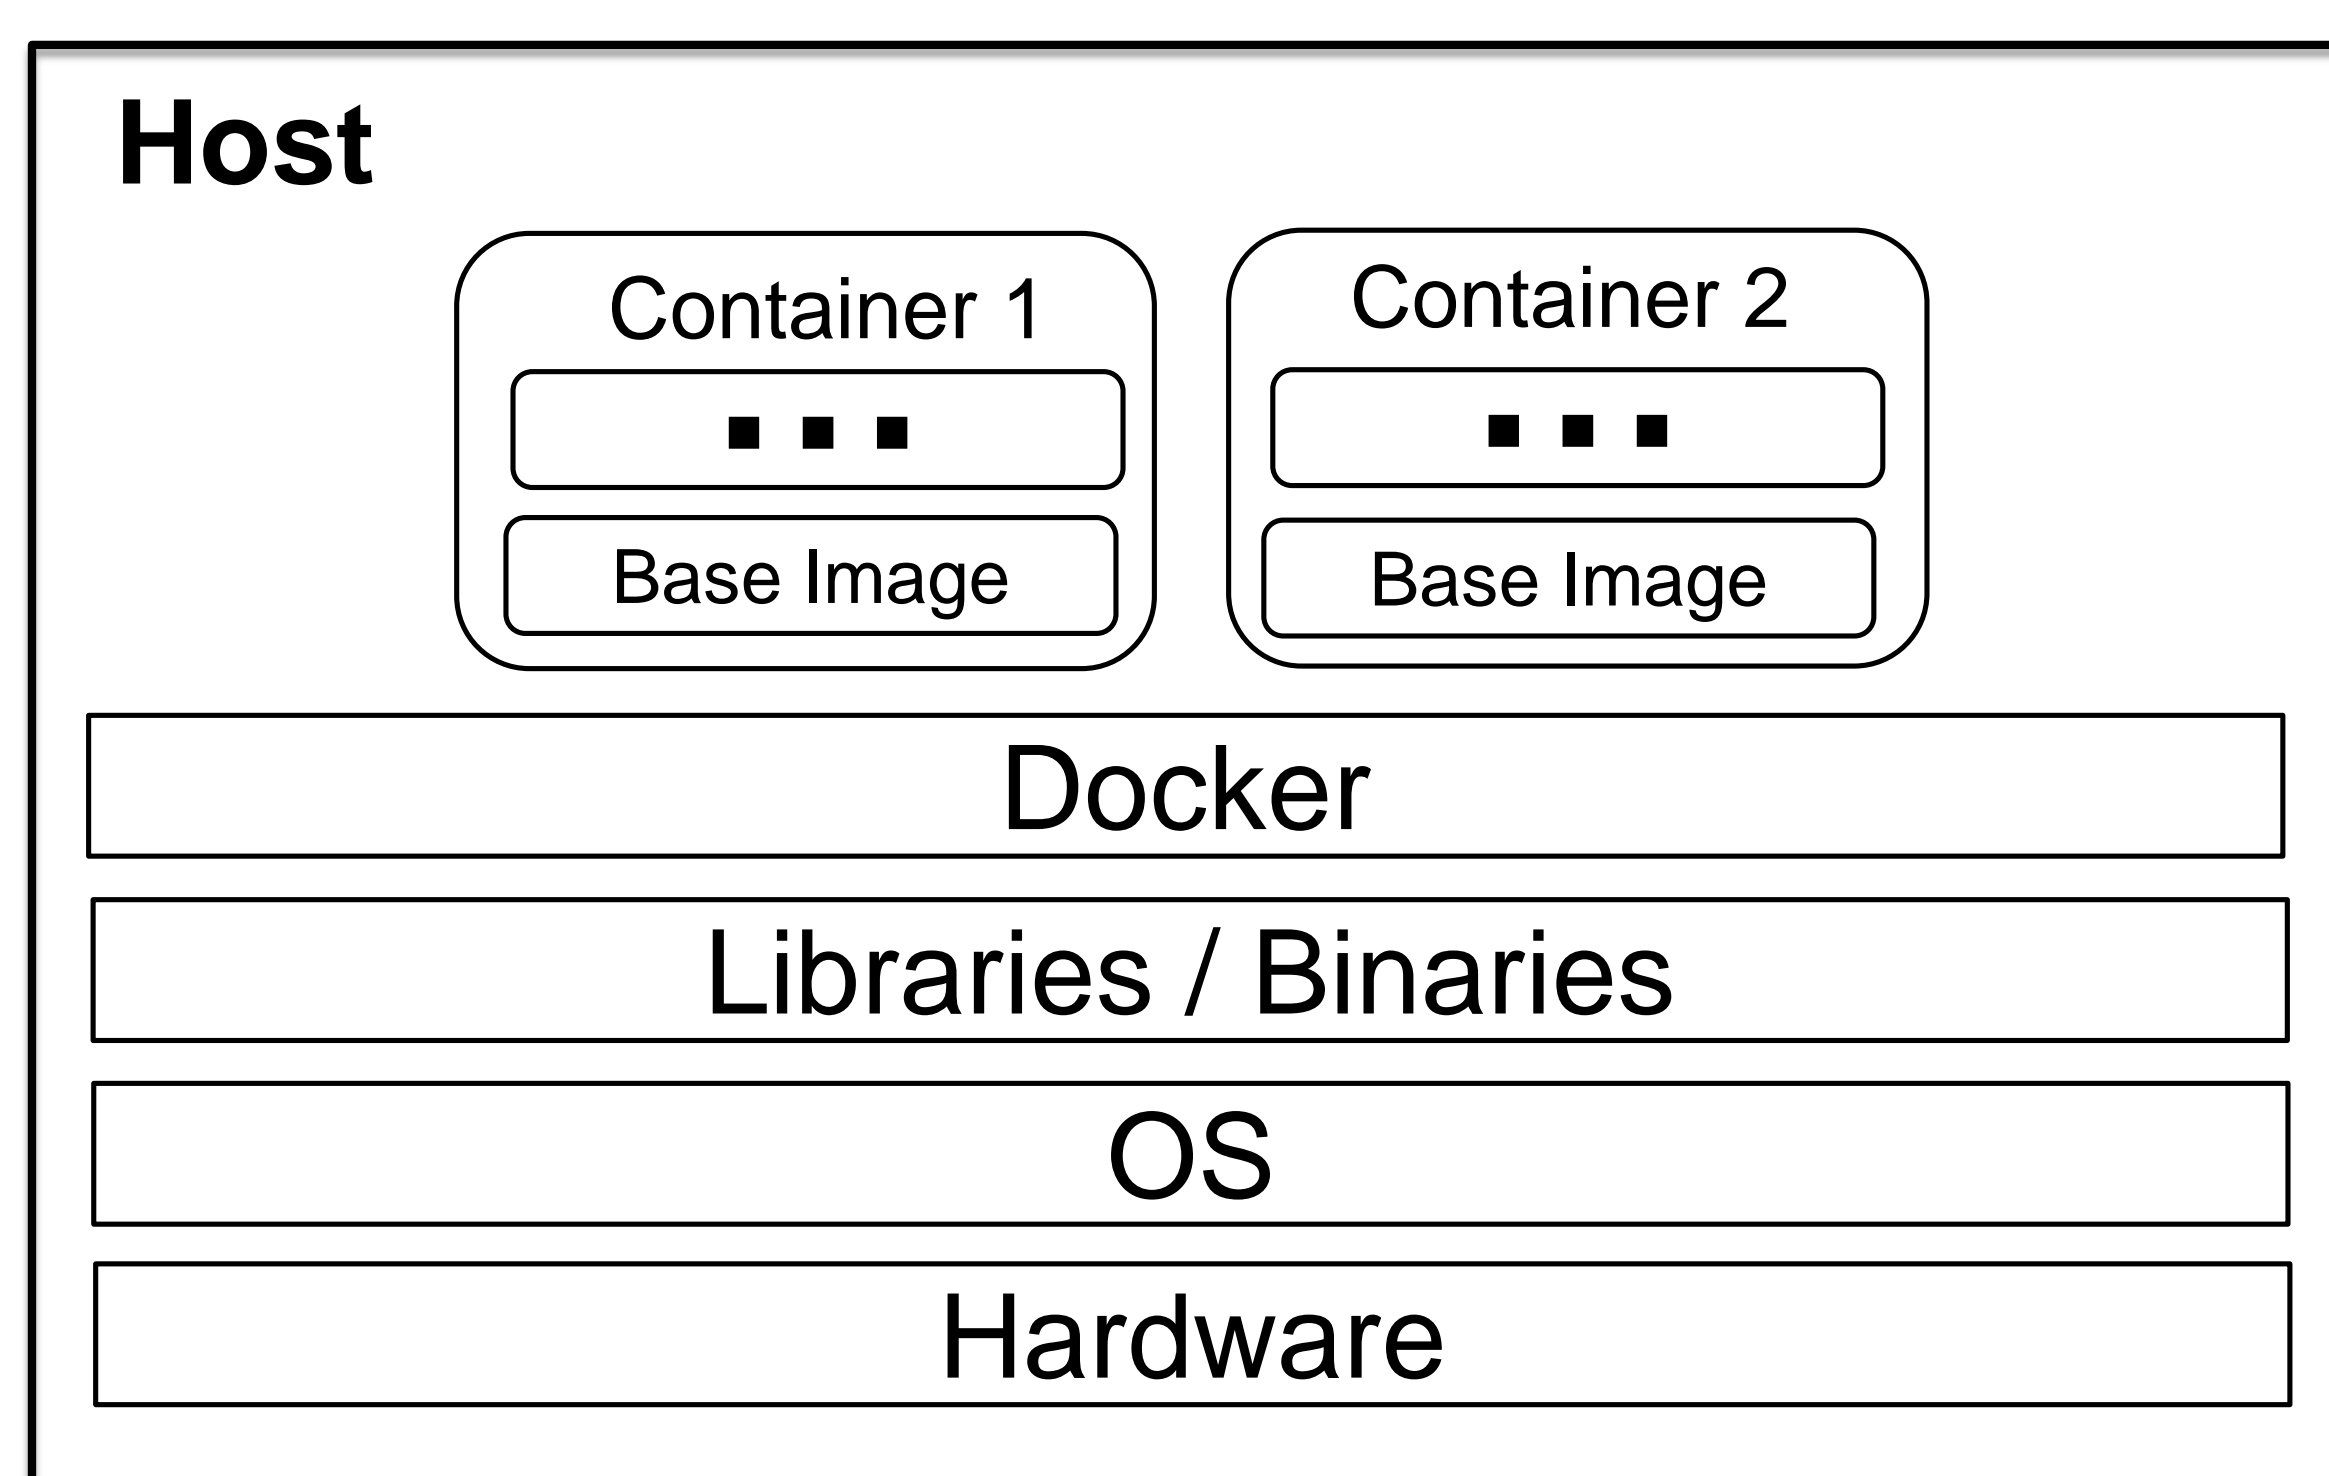 Host
Container 1
...
Base Image
Container 2
...
Base Image
Docker
Libraries / Binaries
OS
Hardware